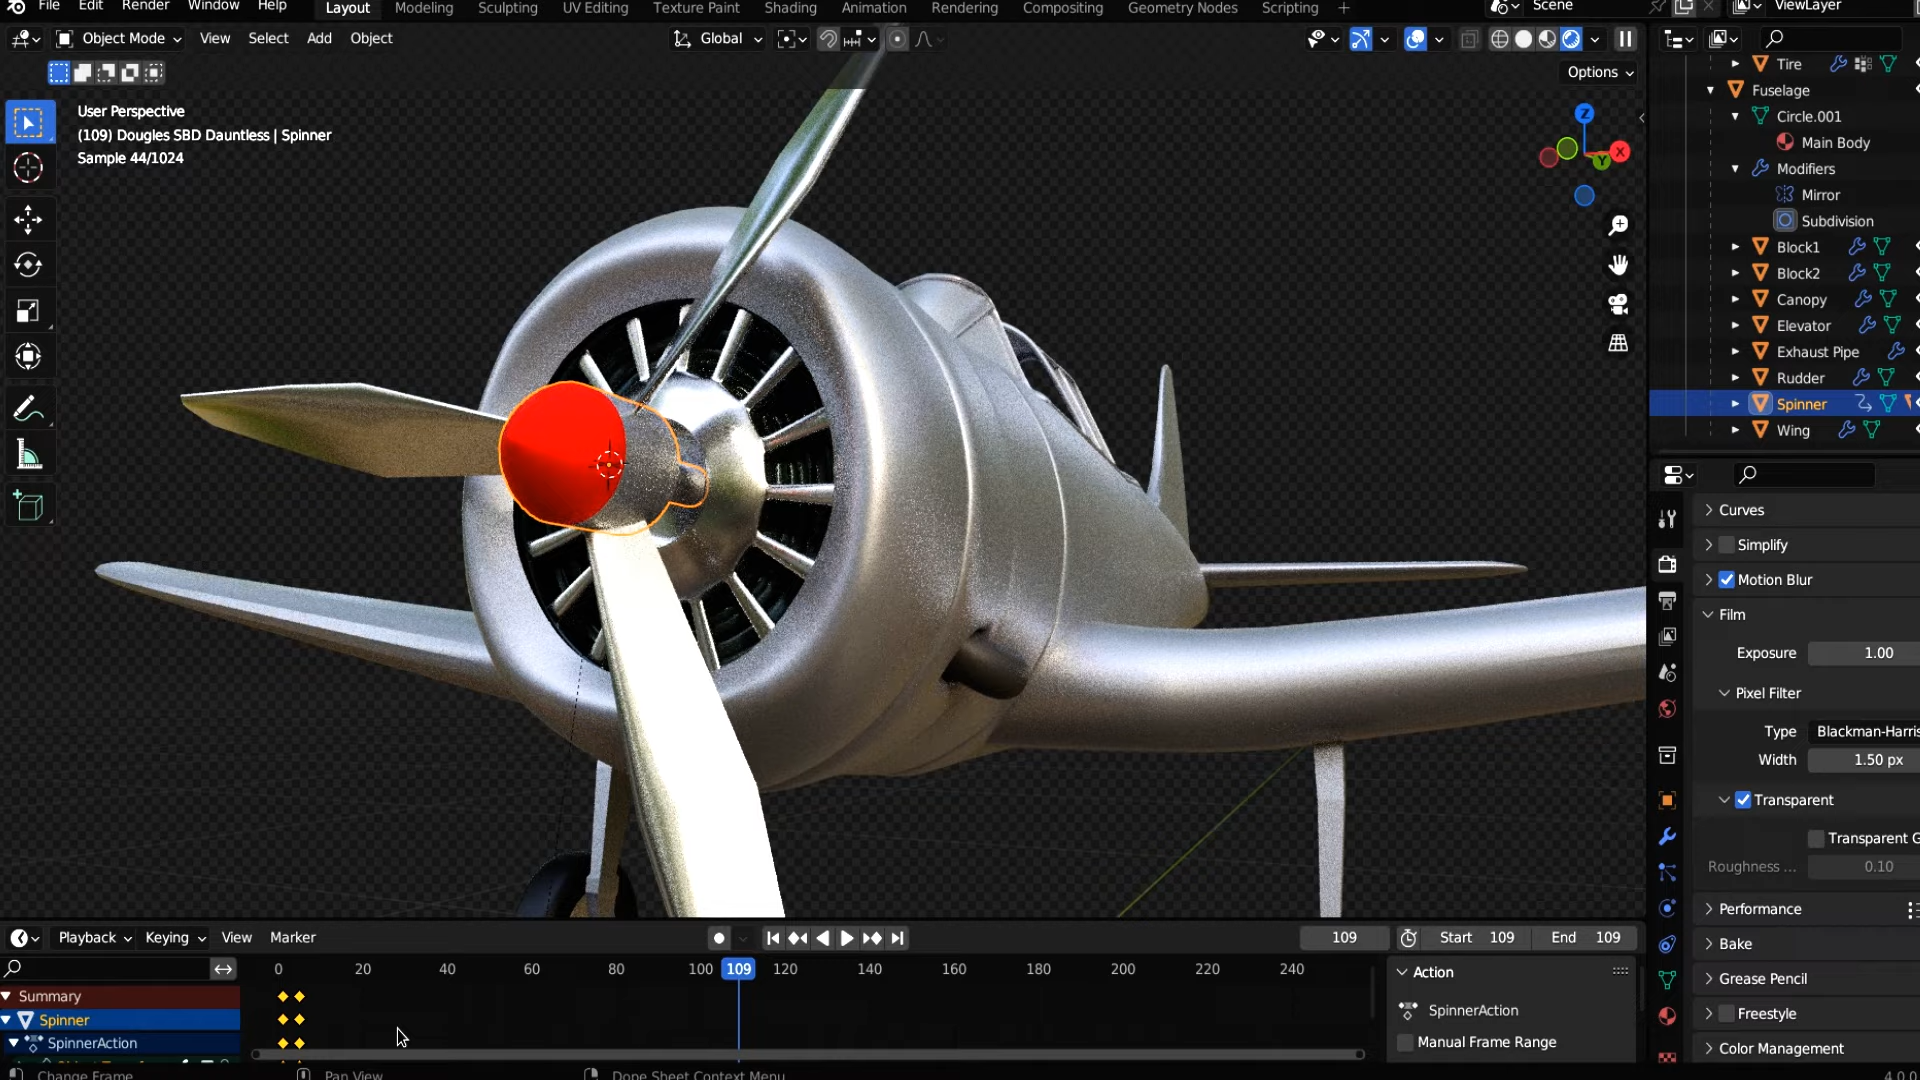 File Edit Render Window Help Layout Modeling Sculpting UV Editing Texture Paint Shading Animation Rendering Compositing Geometry Nodes Scripting + Scene ViewLayer
Object Mode View Select Add Object Global
Options
User Perspective
(109) Dougles SBD Dauntless | Spinner
Sample 44/1024
Z
X
Y
Tire
Fuselage
Circle.001
Main Body
Modifiers
Mirror
Subdivision
Block1
Block2
Canopy
Elevator
Exhaust Pipe
Rudder
Spinner
Wing
Curves
Simplify
Motion Blur
Film
Exposure 1.00
Pixel Filter
Type Blackman-Harris
Width 1.50 px
Transparent
Transparent G
Roughness ... 0.10
Performance
Bake
Grease Pencil
Freestyle
Color Management
Playback Keying View Marker 109 Start 109 End 109
0 20 40 60 80 100 109 120 140 160 180 200 220 240
Summary
Spinner
SpinnerAction
Action
SpinnerAction
Manual Frame Range
Change Frame Pan View Dope Sheet Context Menu 4.0.0